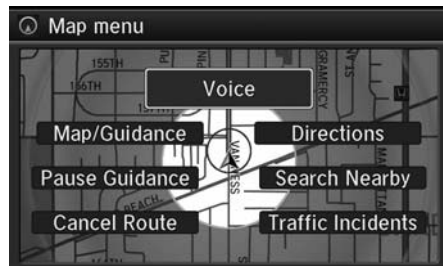 Map menu
155TH
156TH
PIN
GRAMERCY
Voice
Map/Guidance
Directions
VAN NESS
Pause Guidance
Search Nearby
Cancel Route
Traffic Incidents